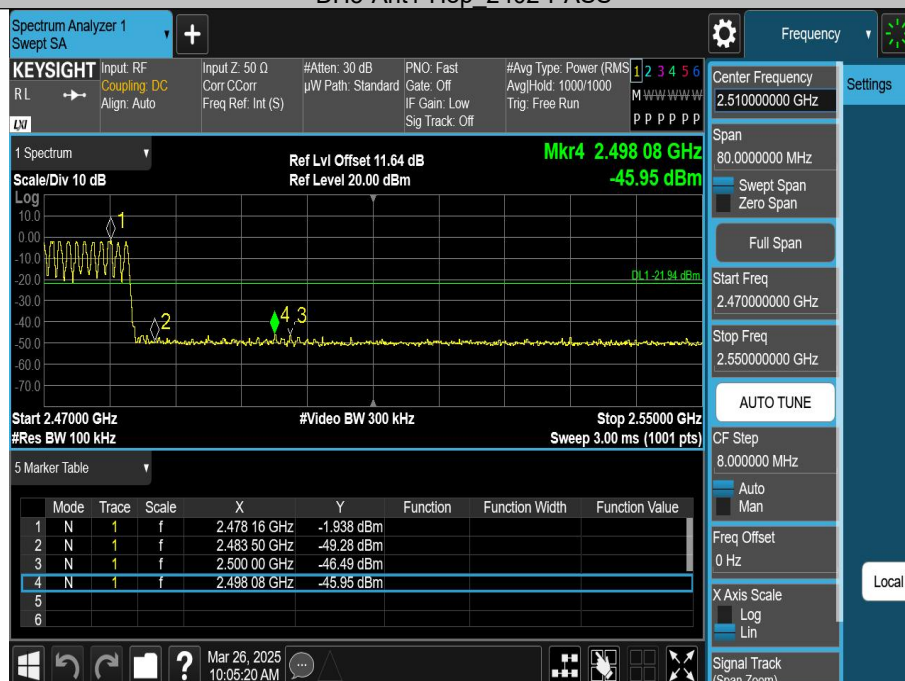 Spectrum Analyzer 1
Swept SA
Frequency
KEYSIGHT
RL
LXI
Input: RF
Coupling: DC
Align: Auto
Input Z: 50 Ω
Corr CCorr
Freq Ref: Int (S)
#Atten: 30 dB
µW Path: Standard
PNO: Fast
Gate: Off
IF Gain: Low
Sig Track: Off
#Avg Type: Power (RMS
Avg|Hold: 1000/1000
Trig: Free Run
1 2 3 4 5 6
M W W W W W
P P P P P P
1 Spectrum
Scale/Div 10 dB
Ref Lvl Offset 11.64 dB
Ref Level 20.00 dBm
Mkr4 2.498 08 GHz
-45.95 dBm
Log
10.0
0.00
-10.0
-20.0
-30.0
-40.0
-50.0
-60.0
-70.0
1
2
4
3
DL1 -21.94 dBm
Start 2.47000 GHz
#Res BW 100 kHz
#Video BW 300 kHz
Stop 2.55000 GHz
Sweep 3.00 ms (1001 pts)
5 Marker Table
Mode Trace Scale X Y Function Function Width Function Value
1 N 1 f 2.478 16 GHz -1.938 dBm
2 N 1 f 2.483 50 GHz -49.28 dBm
3 N 1 f 2.500 00 GHz -46.49 dBm
4 N 1 f 2.498 08 GHz -45.95 dBm
5
6
Mar 26, 2025
10:05:20 AM
Center Frequency
2.510000000 GHz
Span
80.0000000 MHz
Swept Span
Zero Span
Full Span
Start Freq
2.470000000 GHz
Stop Freq
2.550000000 GHz
AUTO TUNE
CF Step
8.000000 MHz
Auto
Man
Freq Offset
0 Hz
X Axis Scale
Log
Lin
Signal Track
(Span Zoom)
Settings
Local